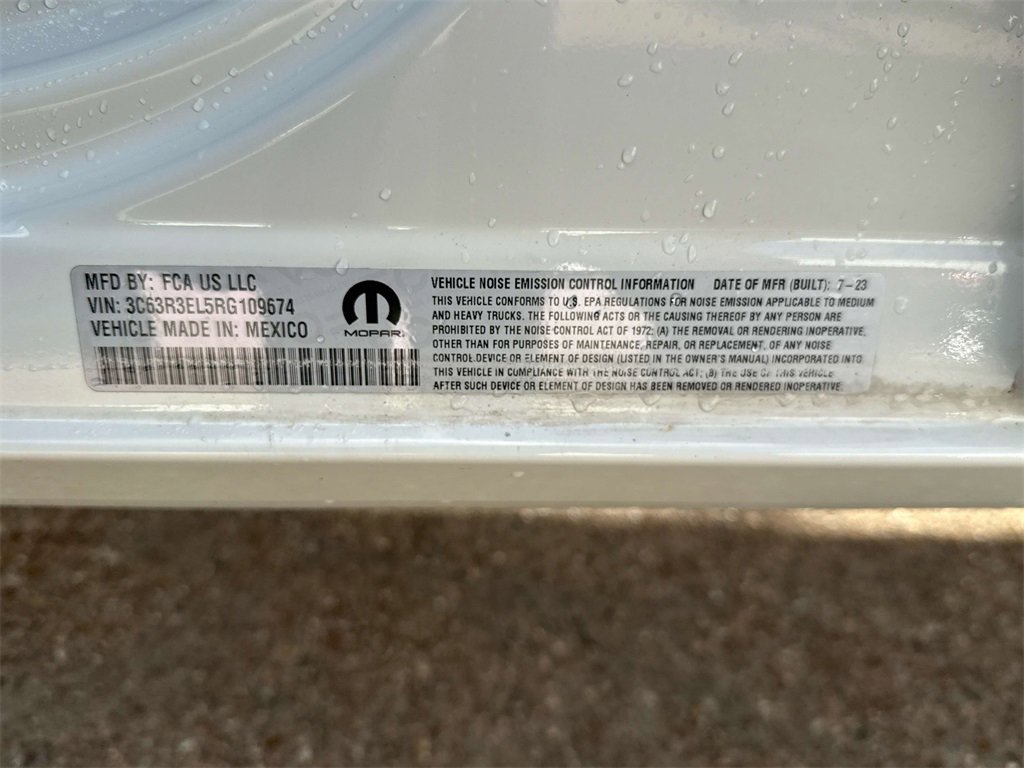 MFD BY: FCA US LLC
VIN: 3C63R3EL5RG109674
VEHICLE MADE IN: MEXICO
MOPAR
VEHICLE NOISE EMISSION CONTROL INFORMATION DATE OF MFR (BUILT): 7-23
THIS VEHICLE CONFORMS TO U.S. EPA REGULATIONS FOR NOISE EMISSION APPLICABLE TO MEDIUM
AND HEAVY TRUCKS. THE FOLLOWING ACTS OR THE CAUSING THEREOF BY ANY PERSON ARE
PROHIBITED BY THE NOISE CONTROL ACT OF 1972: (A) THE REMOVAL OR RENDERING INOPERATIVE,
OTHER THAN FOR PURPOSES OF MAINTENANCE, REPAIR, OR REPLACEMENT, OF ANY NOISE
CONTROL DEVICE OR ELEMENT OF DESIGN (LISTED IN THE OWNER'S MANUAL) INCORPORATED INTO
THIS VEHICLE IN COMPLIANCE WITH THE NOISE CONTROL ACT; (B) THE USE OF THIS VEHICLE
AFTER SUCH DEVICE OR ELEMENT OF DESIGN HAS BEEN REMOVED OR RENDERED INOPERATIVE.